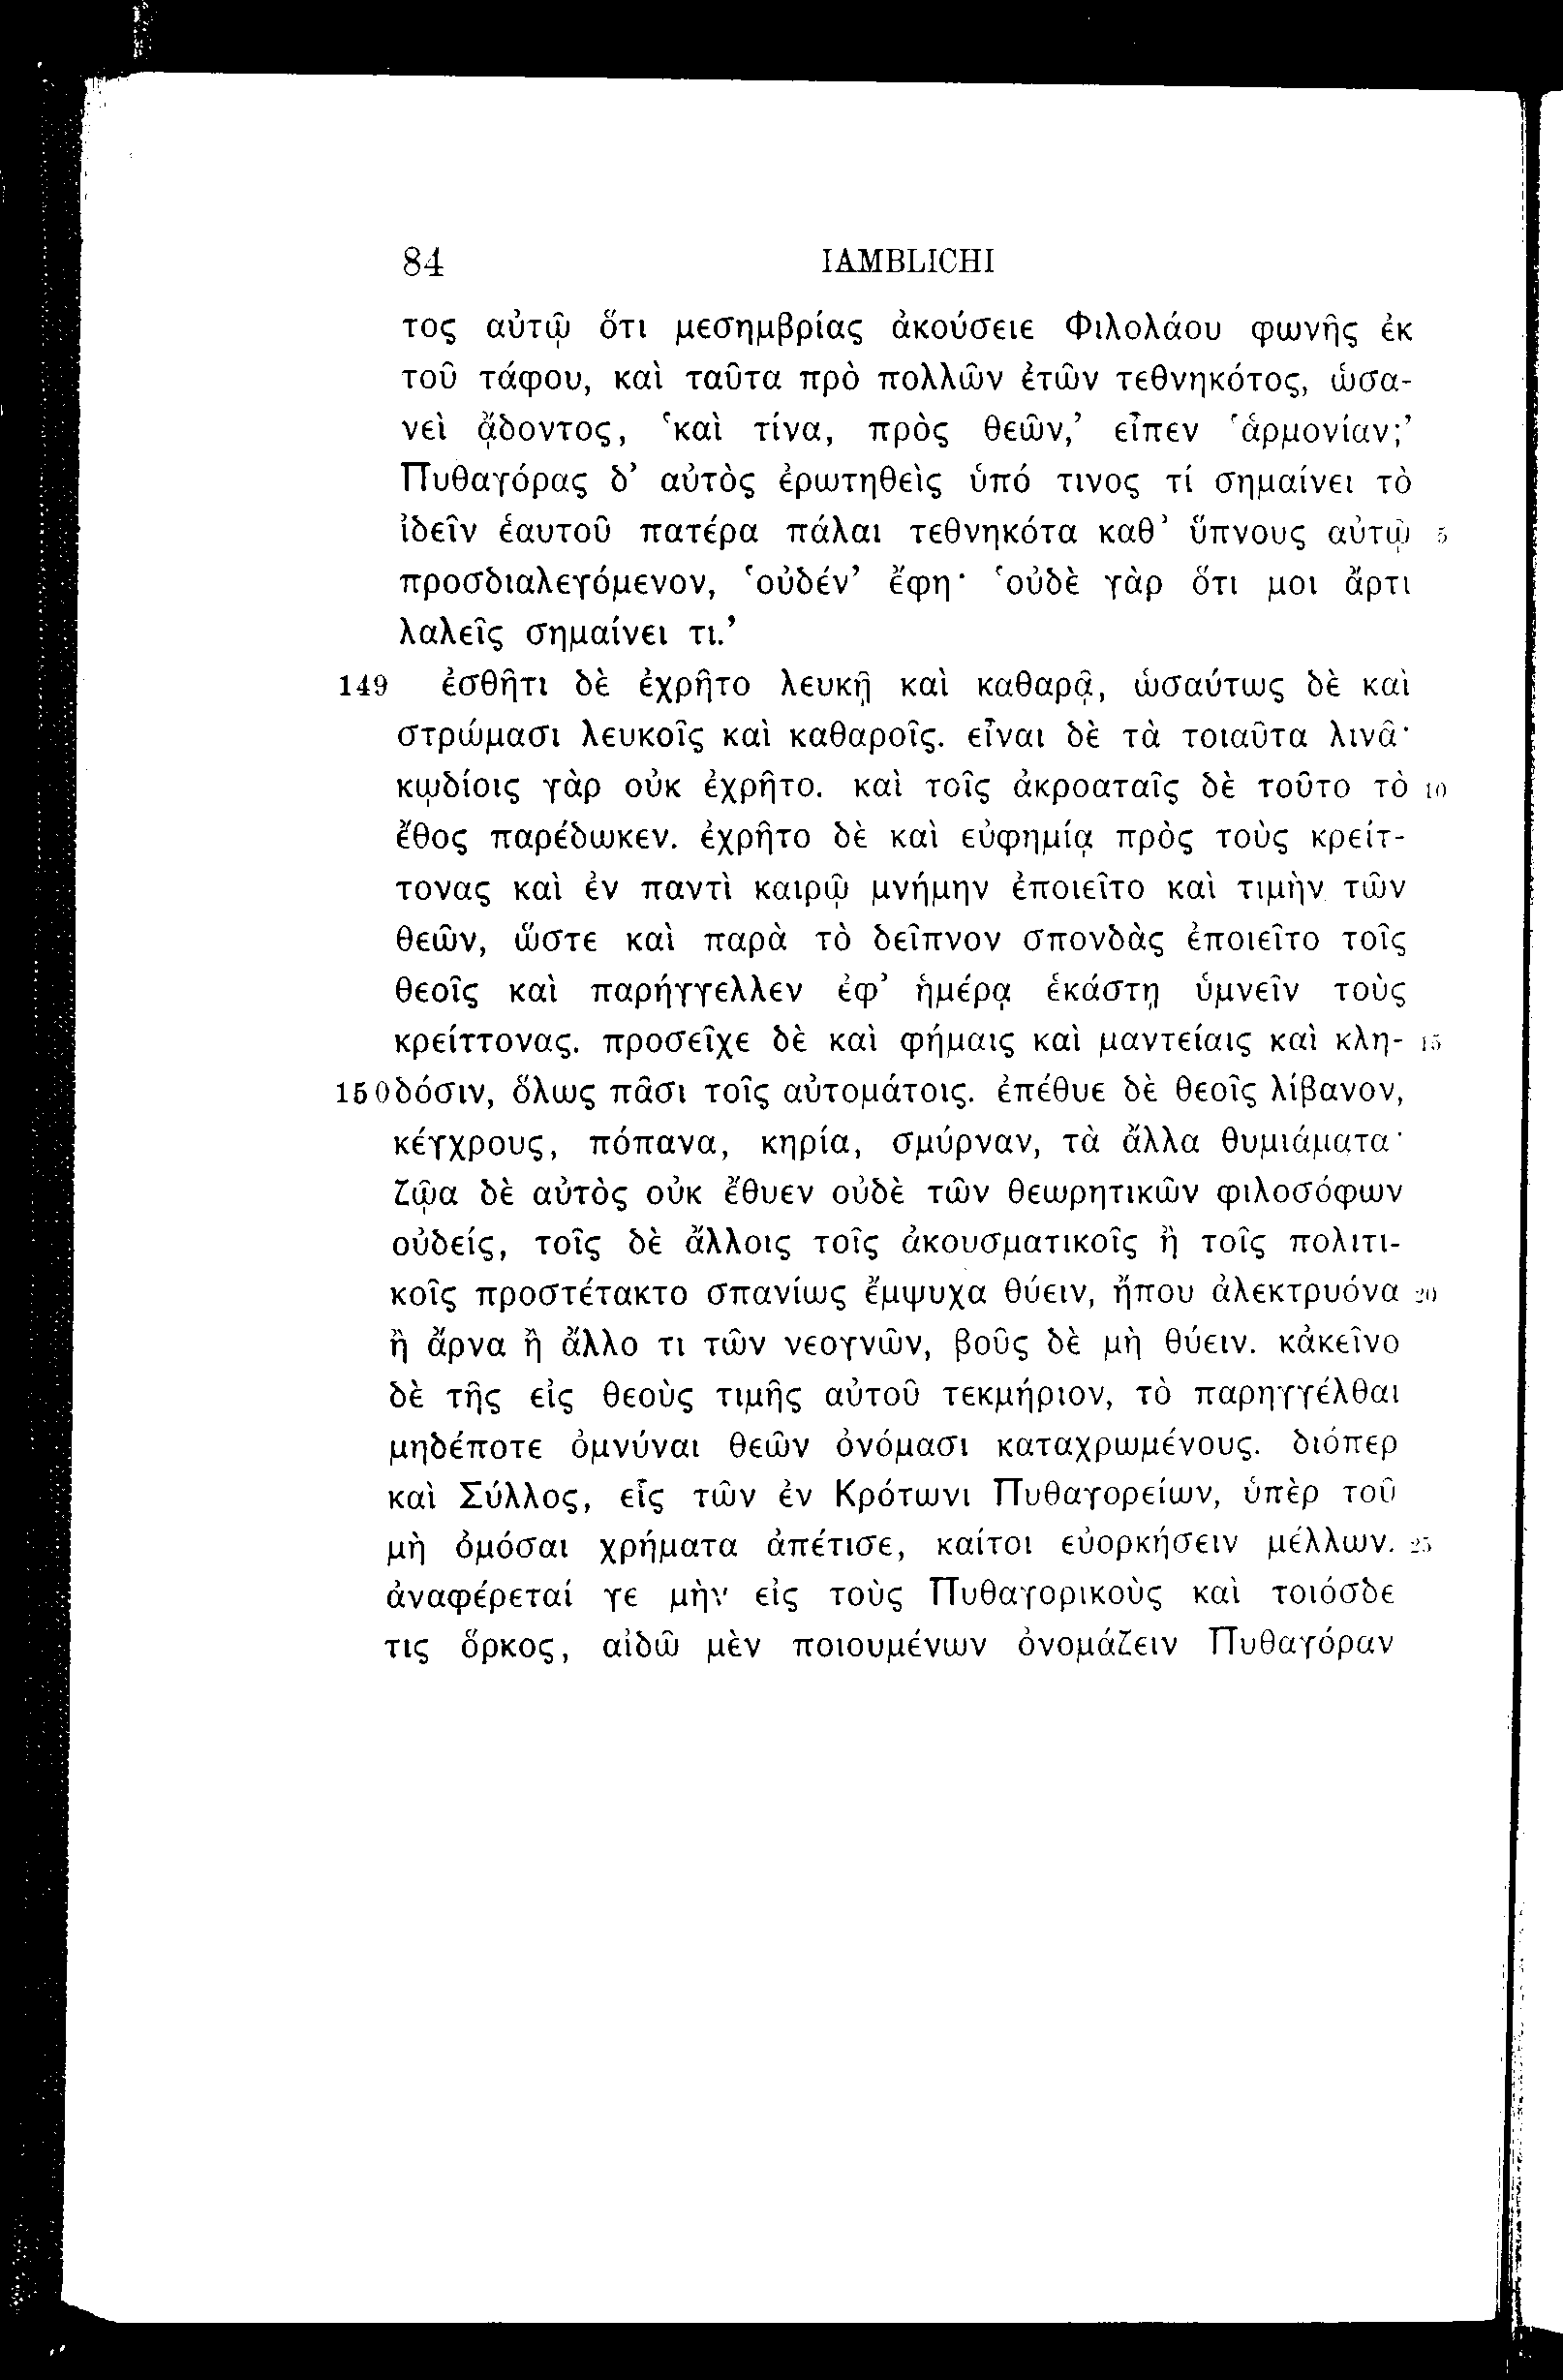 84 IAMBLICHI
τος αὐτῷ ὅτι μεσημβρίας ἀκούσειε Φιλολάου φωνῆς ἐκ
τοῦ τάφου, καὶ ταῦτα πρὸ πολλῶν ἐτῶν τεθνηκότος, ὡσα-
νεὶ ᾄδοντος, ‘καὶ τίνα, πρὸς θεῶν,’ εἶπεν ‘ἁρμονίαν;’
Πυθαγόρας δ’ αὐτὸς ἐρωτηθεὶς ὑπό τινος τί σημαίνει τὸ
ἰδεῖν ἑαυτοῦ πατέρα πάλαι τεθνηκότα καθ’ ὕπνους αὐτῷ 5
προσδιαλεγόμενον, ‘οὐδέν’ ἔφη· ‘οὐδὲ γὰρ ὅτι μοι ἄρτι
λαλεῖς σημαίνει τι.’
149 ἐσθῆτι δὲ ἐχρῆτο λευκῇ καὶ καθαρᾷ, ὡσαύτως δὲ καὶ
στρώμασι λευκοῖς καὶ καθαροῖς. εἶναι δὲ τὰ τοιαῦτα λινᾶ·
κῳδίοις γὰρ οὐκ ἐχρῆτο. καὶ τοῖς ἀκροαταῖς δὲ τοῦτο τὸ 10
ἔθος παρέδωκεν. ἐχρῆτο δὲ καὶ εὐφημίᾳ πρὸς τοὺς κρείτ-
τονας καὶ ἐν παντὶ καιρῷ μνήμην ἐποιεῖτο καὶ τιμὴν τῶν
θεῶν, ὥστε καὶ παρὰ τὸ δεῖπνον σπονδὰς ἐποιεῖτο τοῖς
θεοῖς καὶ παρήγγελλεν ἐφ’ ἡμέρᾳ ἑκάστῃ ὑμνεῖν τοὺς
κρείττονας. προσεῖχε δὲ καὶ φήμαις καὶ μαντείαις καὶ κλη- 15
150 δόσιν, ὅλως πᾶσι τοῖς αὐτομάτοις. ἐπέθυε δὲ θεοῖς λίβανον,
κέγχρους, πόπανα, κηρία, σμύρναν, τὰ ἄλλα θυμιάματα·
ζῷα δὲ αὐτὸς οὐκ ἔθυεν οὐδὲ τῶν θεωρητικῶν φιλοσόφων
οὐδείς, τοῖς δὲ ἄλλοις τοῖς ἀκουσματικοῖς ἢ τοῖς πολιτι-
κοῖς προστέτακτο σπανίως ἔμψυχα θύειν, ἤπου ἀλεκτρυόνα 20
ἢ ἄρνα ἢ ἄλλο τι τῶν νεογνῶν, βοῦς δὲ μὴ θύειν. κἀκεῖνο
δὲ τῆς εἰς θεοὺς τιμῆς αὐτοῦ τεκμήριον, τὸ παρηγγέλθαι
μηδέποτε ὀμνύναι θεῶν ὀνόμασι καταχρωμένους. διόπερ
καὶ Σύλλος, εἷς τῶν ἐν Κρότωνι Πυθαγορείων, ὑπὲρ τοῦ
μὴ ὀμόσαι χρήματα ἀπέτισε, καίτοι εὐορκήσειν μέλλων. 25
ἀναφέρεταί γε μὴν εἰς τοὺς Πυθαγορικοὺς καὶ τοιόσδε
τις ὅρκος, αἰδῶ μὲν ποιουμένων ὀνομάζειν Πυθαγόραν